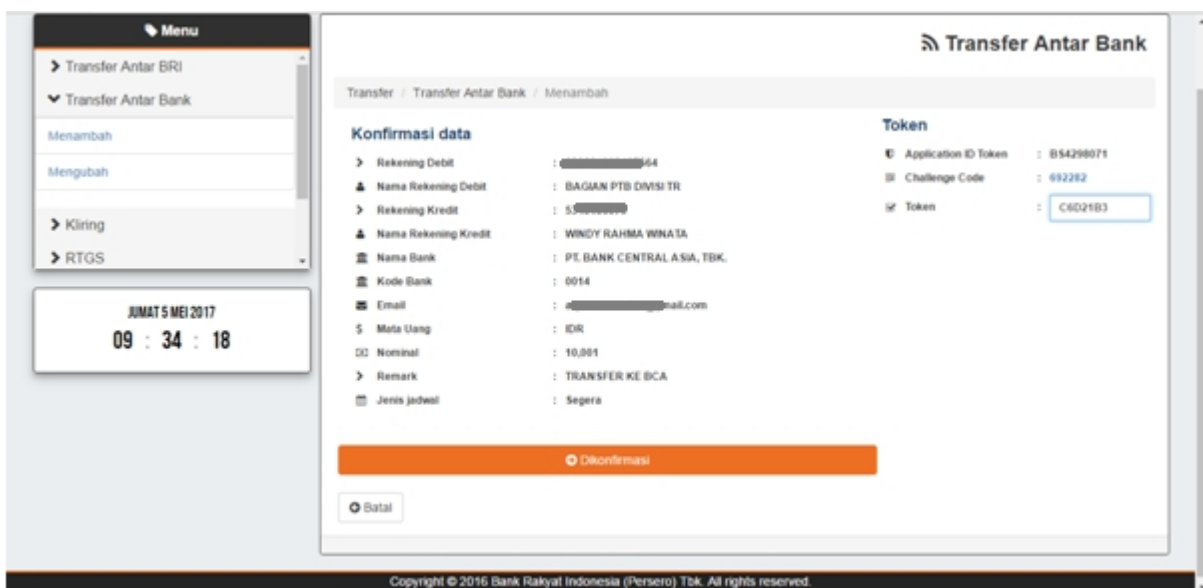 Menu
Transfer Antar BRI
Transfer Antar Bank
Menambah
Mengubah
Kliring
RTGS
JUMAT 5 MEI 2017
09 : 34 : 18
Transfer Antar Bank
Transfer / Transfer Antar Bank / Menambah
Konfirmasi data
Rekening Debit :
Nama Rekening Debit : BAGIAN PTB DIVISI TR
Rekening Kredit :
Nama Rekening Kredit : WINDY RAHMA WINATA
Nama Bank : PT. BANK CENTRAL ASIA, TBK.
Kode Bank : 0014
Email :
Mata Uang : IDR
Nominal : 10,001
Remark : TRANSFER KE BCA
Jenis jadwal : Segera
Token
Application ID Token :
Challenge Code : 692282
Token : C6D21B3
Dikonfirmasi
Batal
Copyright © 2016 Bank Rakyat Indonesia (Persero) Tbk. All rights reserved.